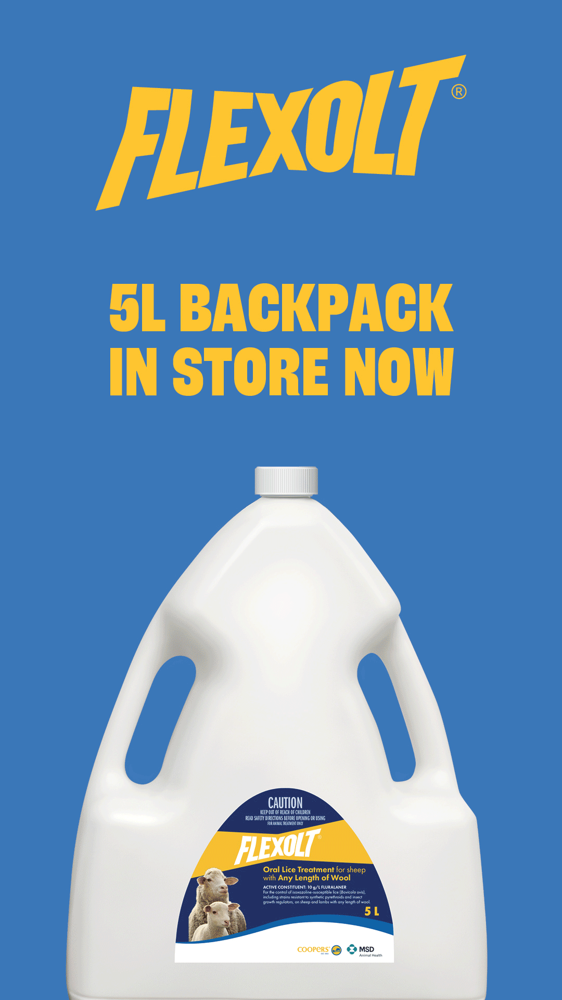 FLEXOLT®
5L BACKPACK
IN STORE NOW
CAUTION
KEEP OUT OF REACH OF CHILDREN
READ SAFETY DIRECTIONS BEFORE OPENING OR USING
FOR ANIMAL TREATMENT ONLY
FLEXOLT®
Oral Lice Treatment for sheep
with Any Length of Wool
ACTIVE CONSTITUENT: 10 g/L FLURALANER
For the control of isoxazoline-susceptible lice (Bovicola ovis),
including strains resistant to synthetic pyrethroids and insect
growth regulators, on sheep and lambs with any length of wool.
5 L
COOPERS®
MSD
Animal Health